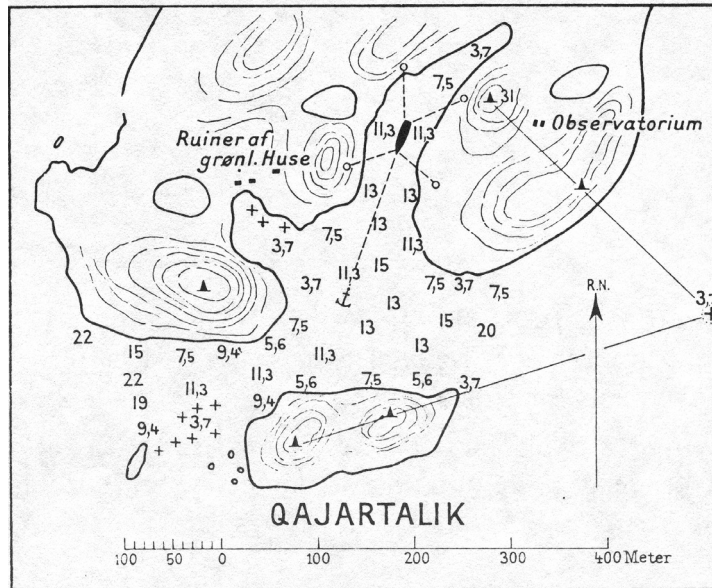 3,7
7,5
31
Observatorium
11,3 11,3
Ruiner af
grønl. Huse
13 13
13
3,7 7,5 11,3
15
3,7 11,3 7,5 3,7 7,5
R.N.
3,7
13
22 7,5 13 15 20
15 7,5 9,4 5,6 11,3 13
22 11,3 11,3 5,6 7,5 5,6 3,7
19 9,4
9,4 3,7
QAJARTALIK
100 50 0 100 200 300 400 Meter